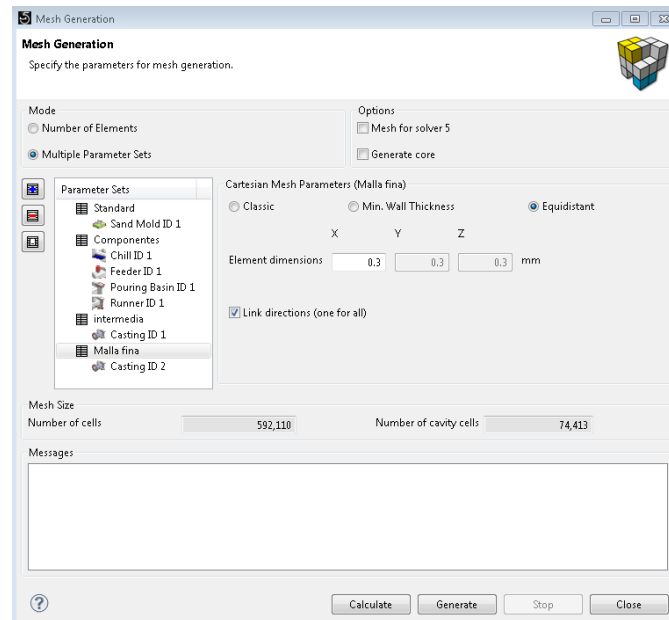 Mesh Generation
Mesh Generation
Specify the parameters for mesh generation.
Mode
Options
Number of Elements
Mesh for solver 5
Multiple Parameter Sets
Generate core
Parameter Sets
Standard
Sand Mold ID 1
Componentes
Chill ID 1
Feeder ID 1
Pouring Basin ID 1
Runner ID 1
intermedia
Casting ID 1
Malla fina
Casting ID 2
Cartesian Mesh Parameters (Malla fina)
Classic Min. Wall Thickness Equidistant
X Y Z
Element dimensions 0.3 0.3 0.3 mm
Link directions (one for all)
Mesh Size
Number of cells 592,110 Number of cavity cells 74,413
Messages
Calculate Generate Stop Close